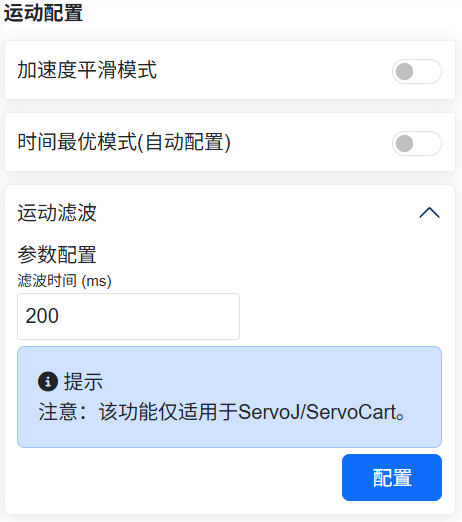 运动配置
加速度平滑模式
时间最优模式(自动配置)
运动滤波
参数配置
滤波时间 (ms)
200
提示
注意：该功能仅适用于ServoJ/ServoCart。
配置